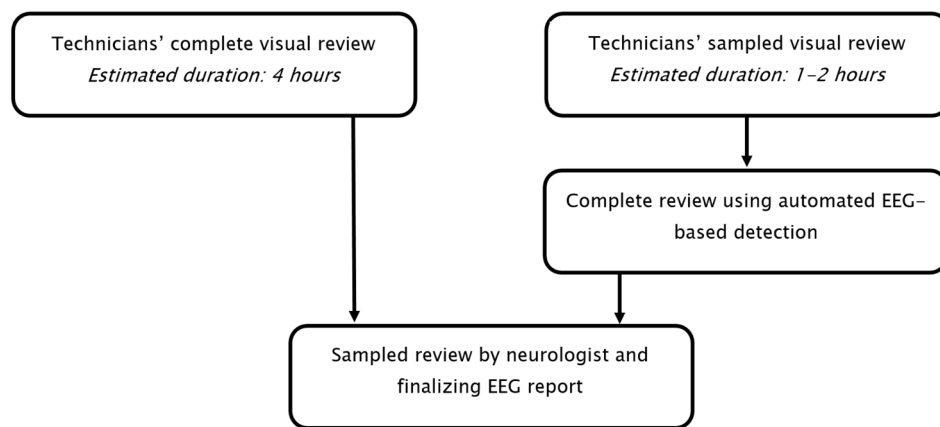 Technicians’ complete visual review
Estimated duration: 4 hours
Technicians’ sampled visual review
Estimated duration: 1–2 hours
Complete review using automated EEG–
based detection
Sampled review by neurologist and
finalizing EEG report